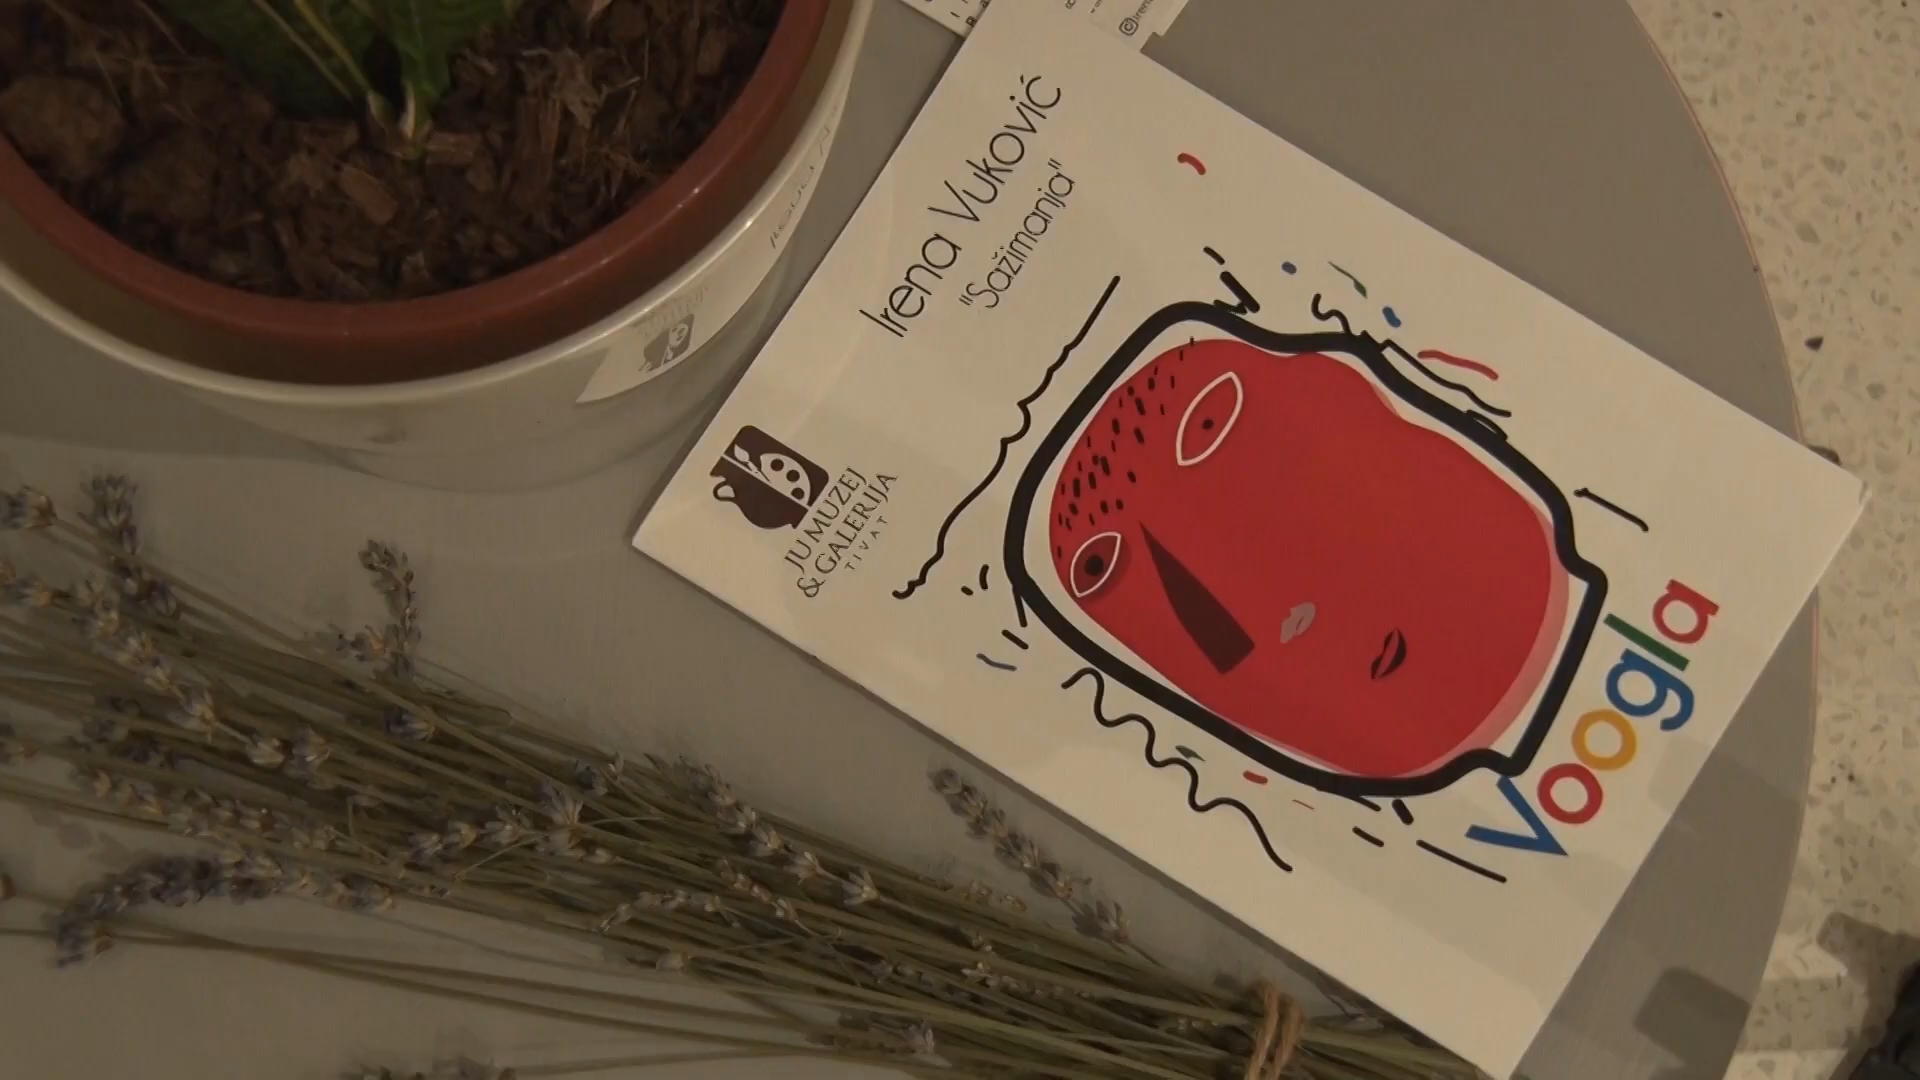 Irena Vuković
"Sažimanja"
JU MUZEJ
& GALERIJA
TIVAT
Voogla